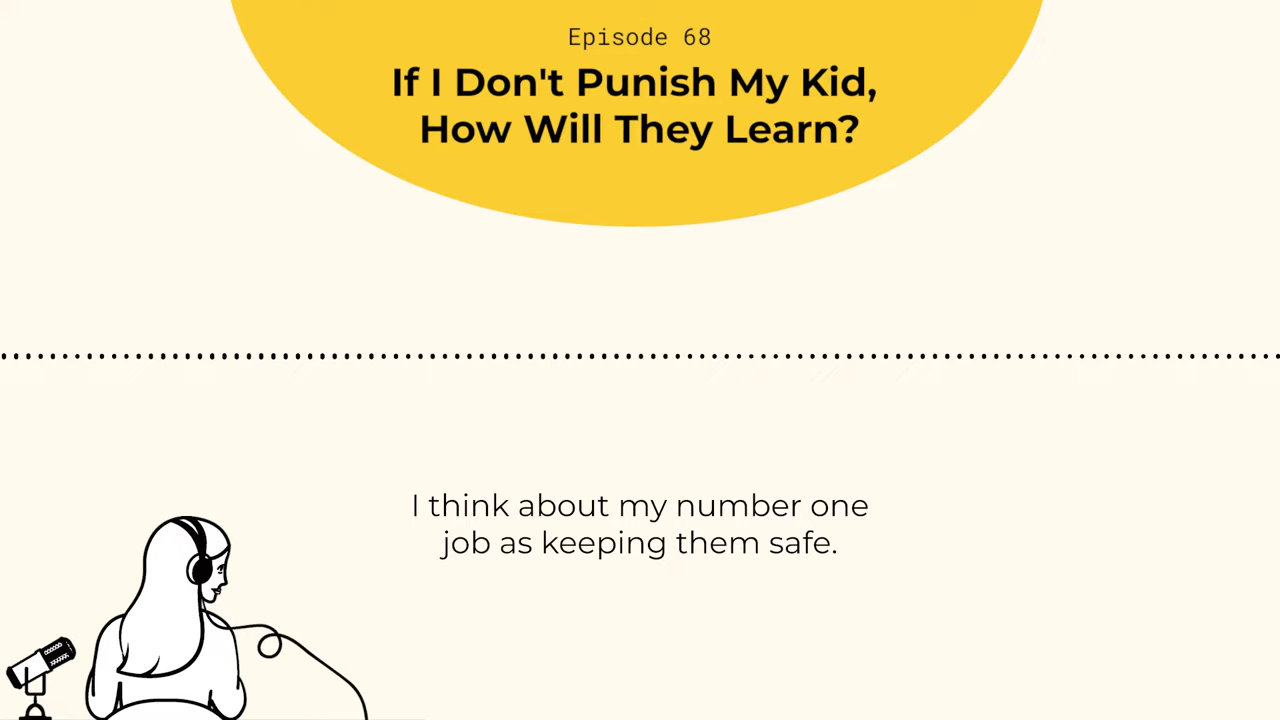 Episode 68
If I Don't Punish My Kid,
How Will They Learn?
I think about my number one
job as keeping them safe.